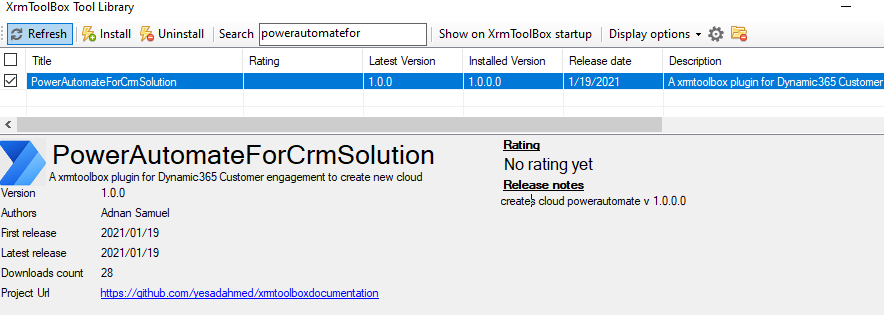 XrmToolBox Tool Library
Refresh Install Uninstall Search powerautomatefor Show on XrmToolBox startup Display options
Title Rating Latest Version Installed Version Release date Description
PowerAutomateForCrmSolution 1.0.0 1.0.0.0 1/19/2021 A xrmtoolbox plugin for Dynamic365 Customer
PowerAutomateForCrmSolution
A xrmtoolbox plugin for Dynamic365 Customer engagement to create new cloud
Version 1.0.0
Authors Adnan Samuel
First release 2021/01/19
Latest release 2021/01/19
Downloads count 28
Project Url https://github.com/yesadahmed/xrmtoolboxdocumentation
Rating
No rating yet
Release notes
creates cloud powerautomate v 1.0.0.0